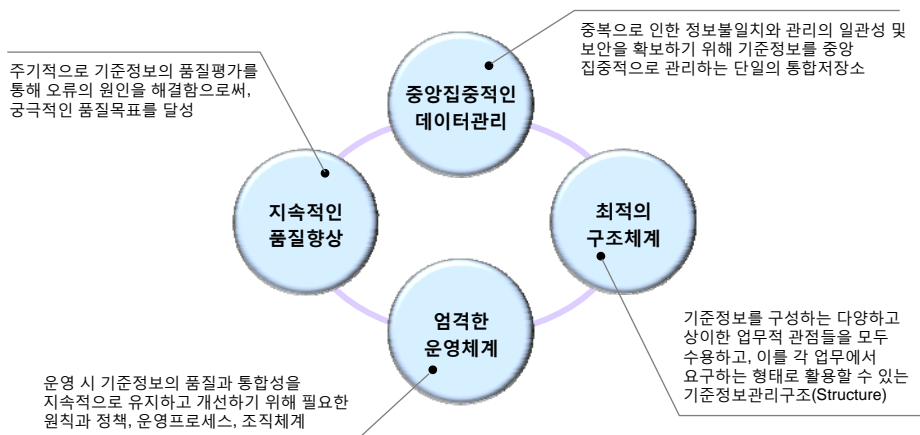 중복으로 인한 정보불일치와 관리의 일관성 및
보안을 확보하기 위해 기준정보를 중앙
집중적으로 관리하는 단일의 통합저장소
주기적으로 기준정보의 품질평가를
통해 오류의 원인을 해결함으로써,
궁극적인 품질목표를 달성
중앙집중적인
데이터관리
지속적인
품질향상
최적의
구조체계
엄격한
운영체계
기준정보를 구성하는 다양하고
상이한 업무적 관점들을 모두
수용하고, 이를 각 업무에서
요구하는 형태로 활용할 수 있는
기준정보관리구조(Structure)
운영 시 기준정보의 품질과 통합성을
지속적으로 유지하고 개선하기 위해 필요한
원칙과 정책, 운영프로세스, 조직체계